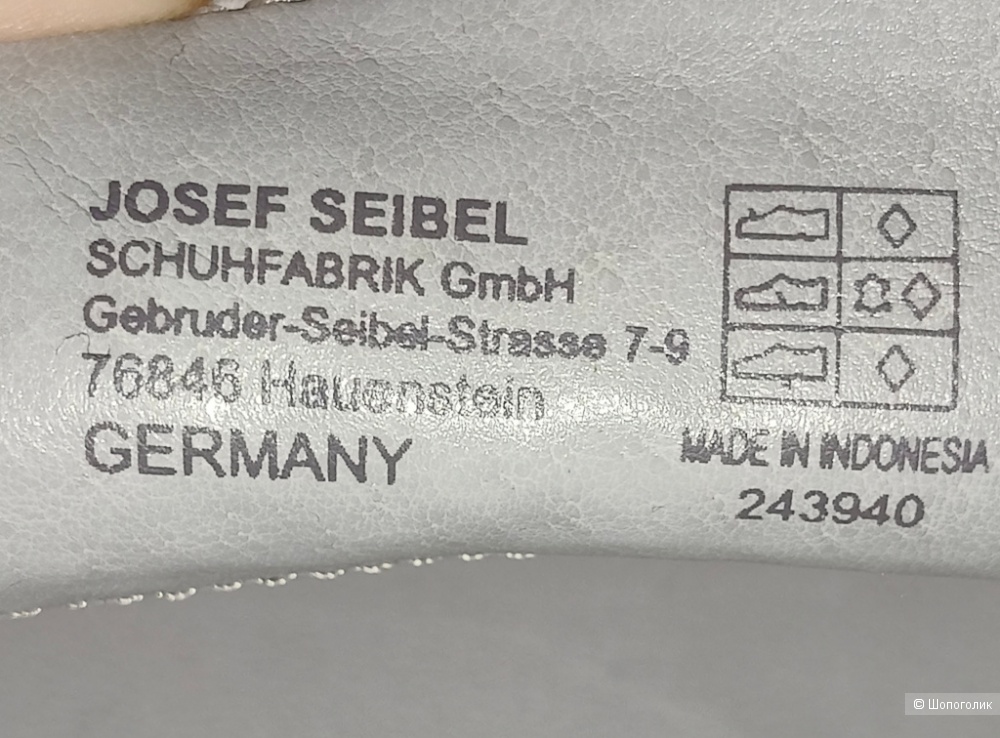 JOSEF SEIBEL
SCHUHFABRIK GmbH
Gebruder-Seibel-Strasse 7-9
76846 Hauenstein
GERMANY
MADE IN INDONESIA
243940
© Шопоголик